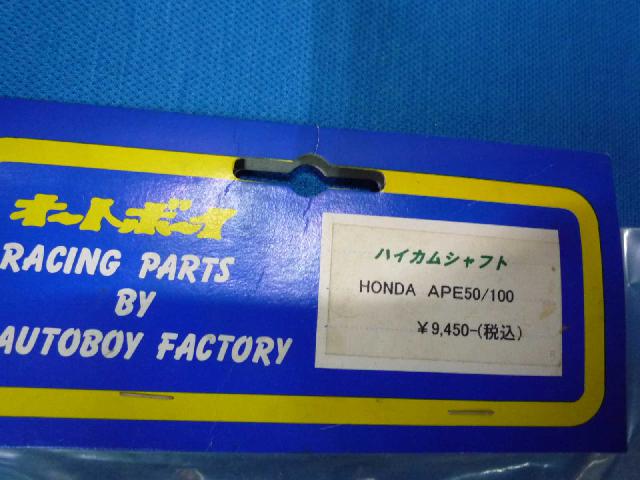 オートボーイ
RACING PARTS
BY
AUTOBOY FACTORY
ハイカムシャフト
HONDA APE50/100
￥9,450-(税込)